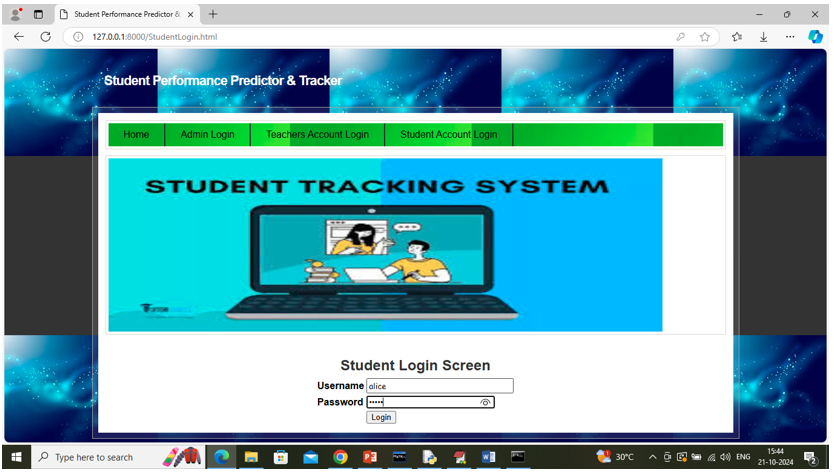 Student Performance Predictor &
127.0.0.1:8000/StudentLogin.html
Student Performance Predictor & Tracker
Home Admin Login Teachers Account Login Student Account Login
STUDENT TRACKING SYSTEM
Student Login Screen
Username alice
Password •••••
Login
Type here to search
30°C
ENG
15:44
21-10-2024
2